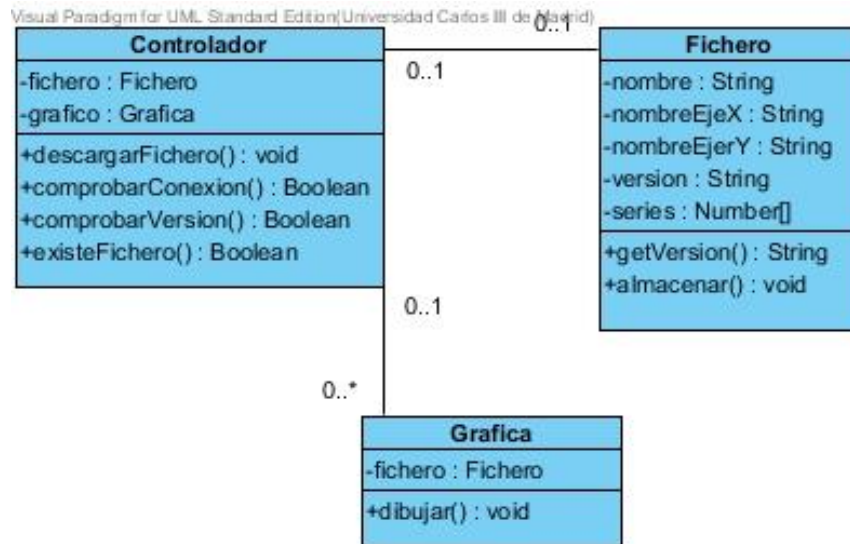 Visual Paradigm for UML Standard Edition(Universidad Carlos III de Madrid)
Controlador
-fichero : Fichero
-grafico : Grafica
+descargarFichero() : void
+comprobarConexion() : Boolean
+comprobarVersion() : Boolean
+existeFichero() : Boolean
0..1
0..1
Fichero
-nombre : String
-nombreEjeX : String
-nombreEjerY : String
-version : String
-series : Number[]
+getVersion() : String
+almacenar() : void
0..1
0..*
Grafica
-fichero : Fichero
+dibujar() : void